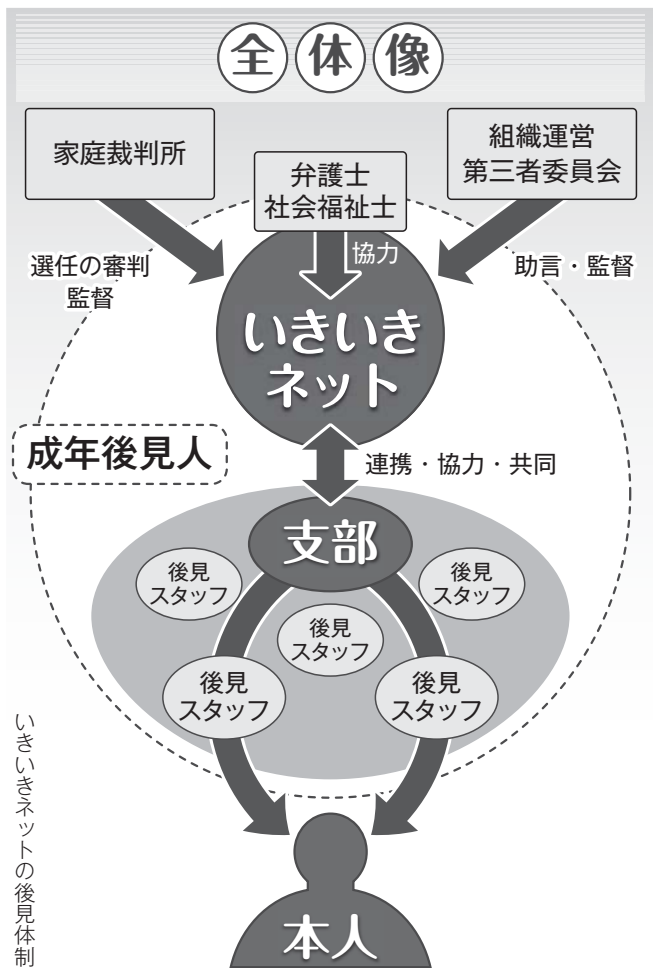 全体像
家庭裁判所
弁護士
社会福祉士
組織運営
第三者委員会
選任の審判
監督
協力
助言・監督
いきいき
ネット
成年後見人
連携・協力・共同
支部
後見
スタッフ
後見
スタッフ
後見
スタッフ
後見
スタッフ
後見
スタッフ
本人
いきいきネットの後見体制